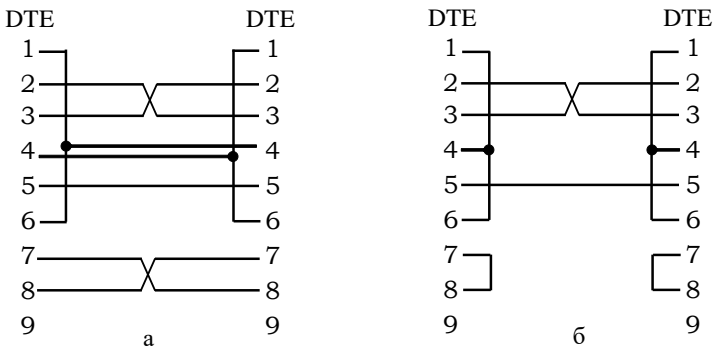 DTE DTE DTE DTE
1 1 1 1
2 2 2 2
3 3 3 3
4 4 4 4
5 5 5 5
6 6 6 6
7 7 7 7
8 8 8 8
9 9 9 9
а б